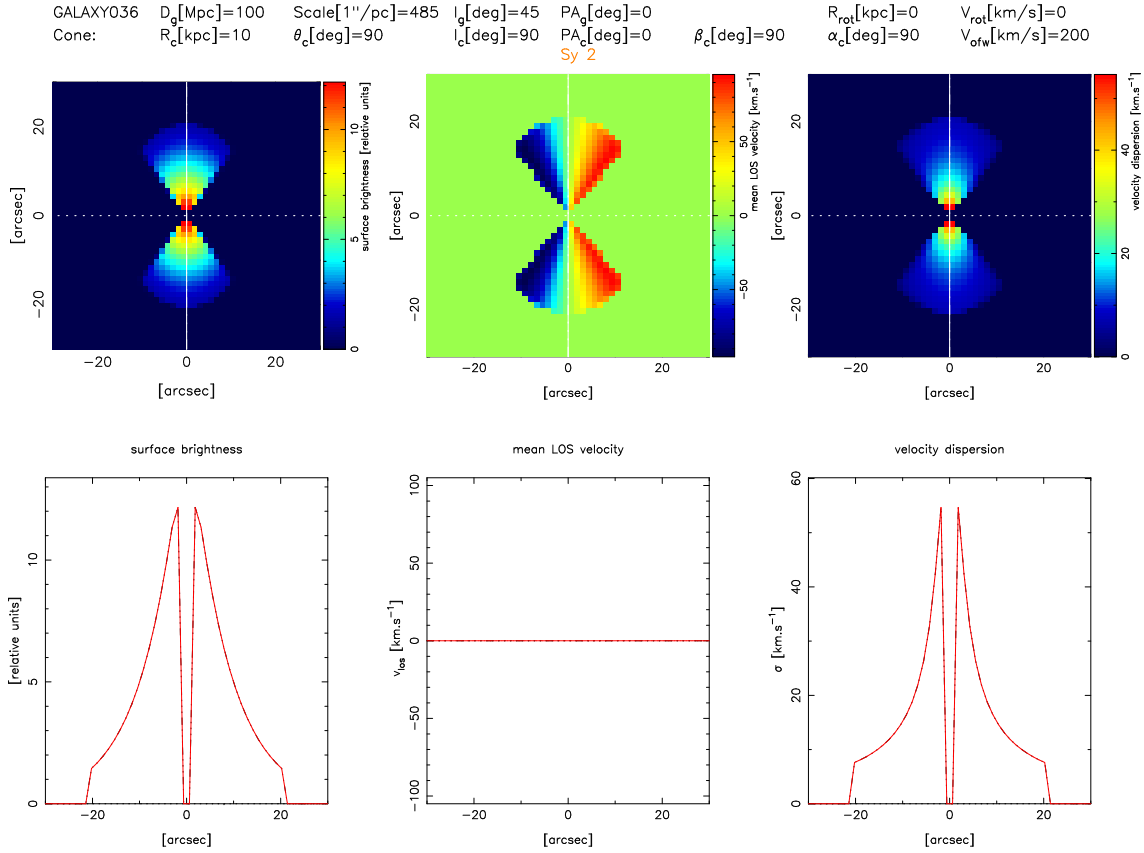 GALAXY036 D_g[Mpc]=100 Scale[1"/pc]=485 I_g[deg]=45 PA_g[deg]=0 R_rot[kpc]=0 V_rot[km/s]=0
Cone: R_c[kpc]=10 θ_c[deg]=90 I_c[deg]=90 PA_c[deg]=0 β_c[deg]=90 α_c[deg]=90 V_ofw[km/s]=200
Sy 2
[arcsec]
20
0
−20
−20 0 20
[arcsec]
0 5 10
surface brightness [relative units]
[arcsec]
20
0
−20
−20 0 20
[arcsec]
−50 0 50
mean LOS velocity [km.s⁻¹]
[arcsec]
20
0
−20
−20 0 20
[arcsec]
0 20 40
velocity dispersion [km.s⁻¹]
surface brightness
[relative units]
10
5
0
−20 0 20
[arcsec]
mean LOS velocity
v_los [km.s⁻¹]
100
50
0
−50
−100
−20 0 20
[arcsec]
velocity dispersion
σ [km.s⁻¹]
60
40
20
0
−20 0 20
[arcsec]